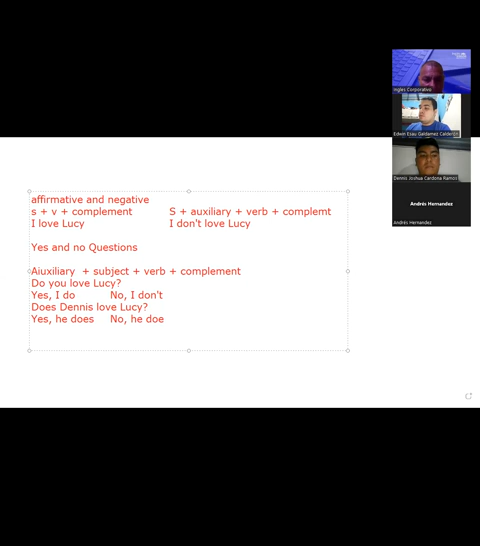 affirmative and negative
s + v + complement S + auxiliary + verb + complemt
I love Lucy I don't love Lucy
Yes and no Questions
Aiuxiliary + subject + verb + complement
Do you love Lucy?
Yes, I do No, I don't
Does Dennis love Lucy?
Yes, he does No, he doe
Ingles Corporativo
Edwin Esau Galdamez Calderon
Dennis Joshua Cardona Ramos
Andrés Hernandez
Andrés Hernandez